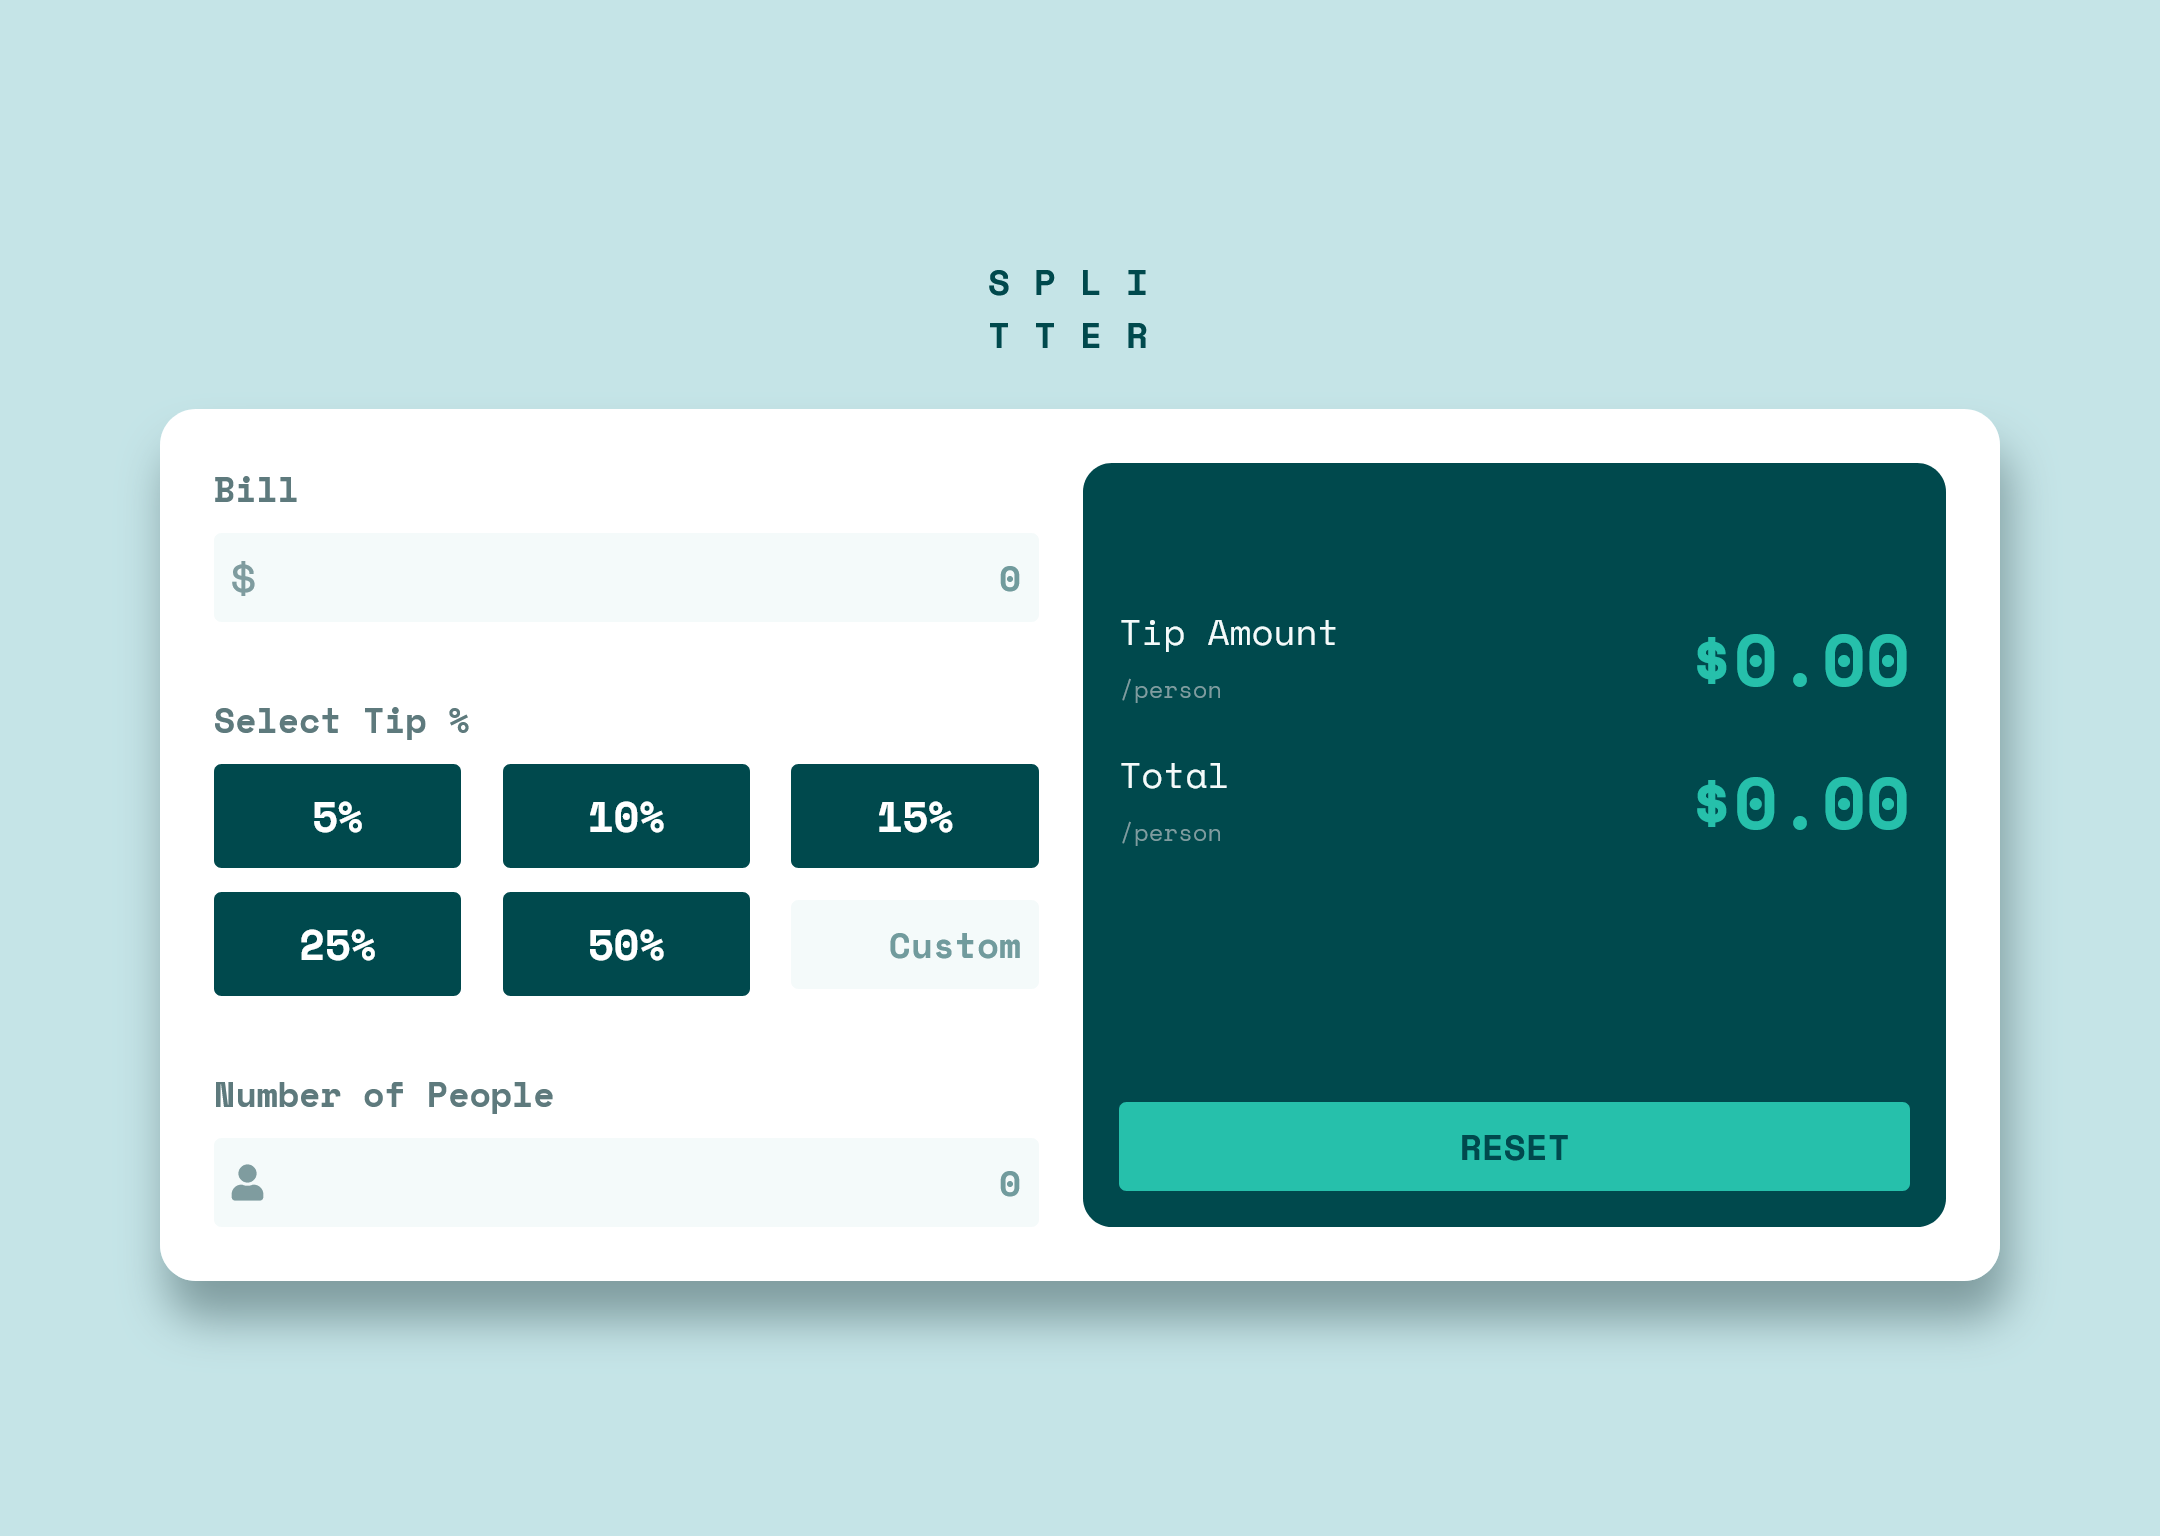 S P L I
T T E R
Bill
$ 0
Select Tip %
5% 10% 15%
25% 50% Custom
Number of People
0
Tip Amount
/person
$0.00
Total
/person
$0.00
RESET